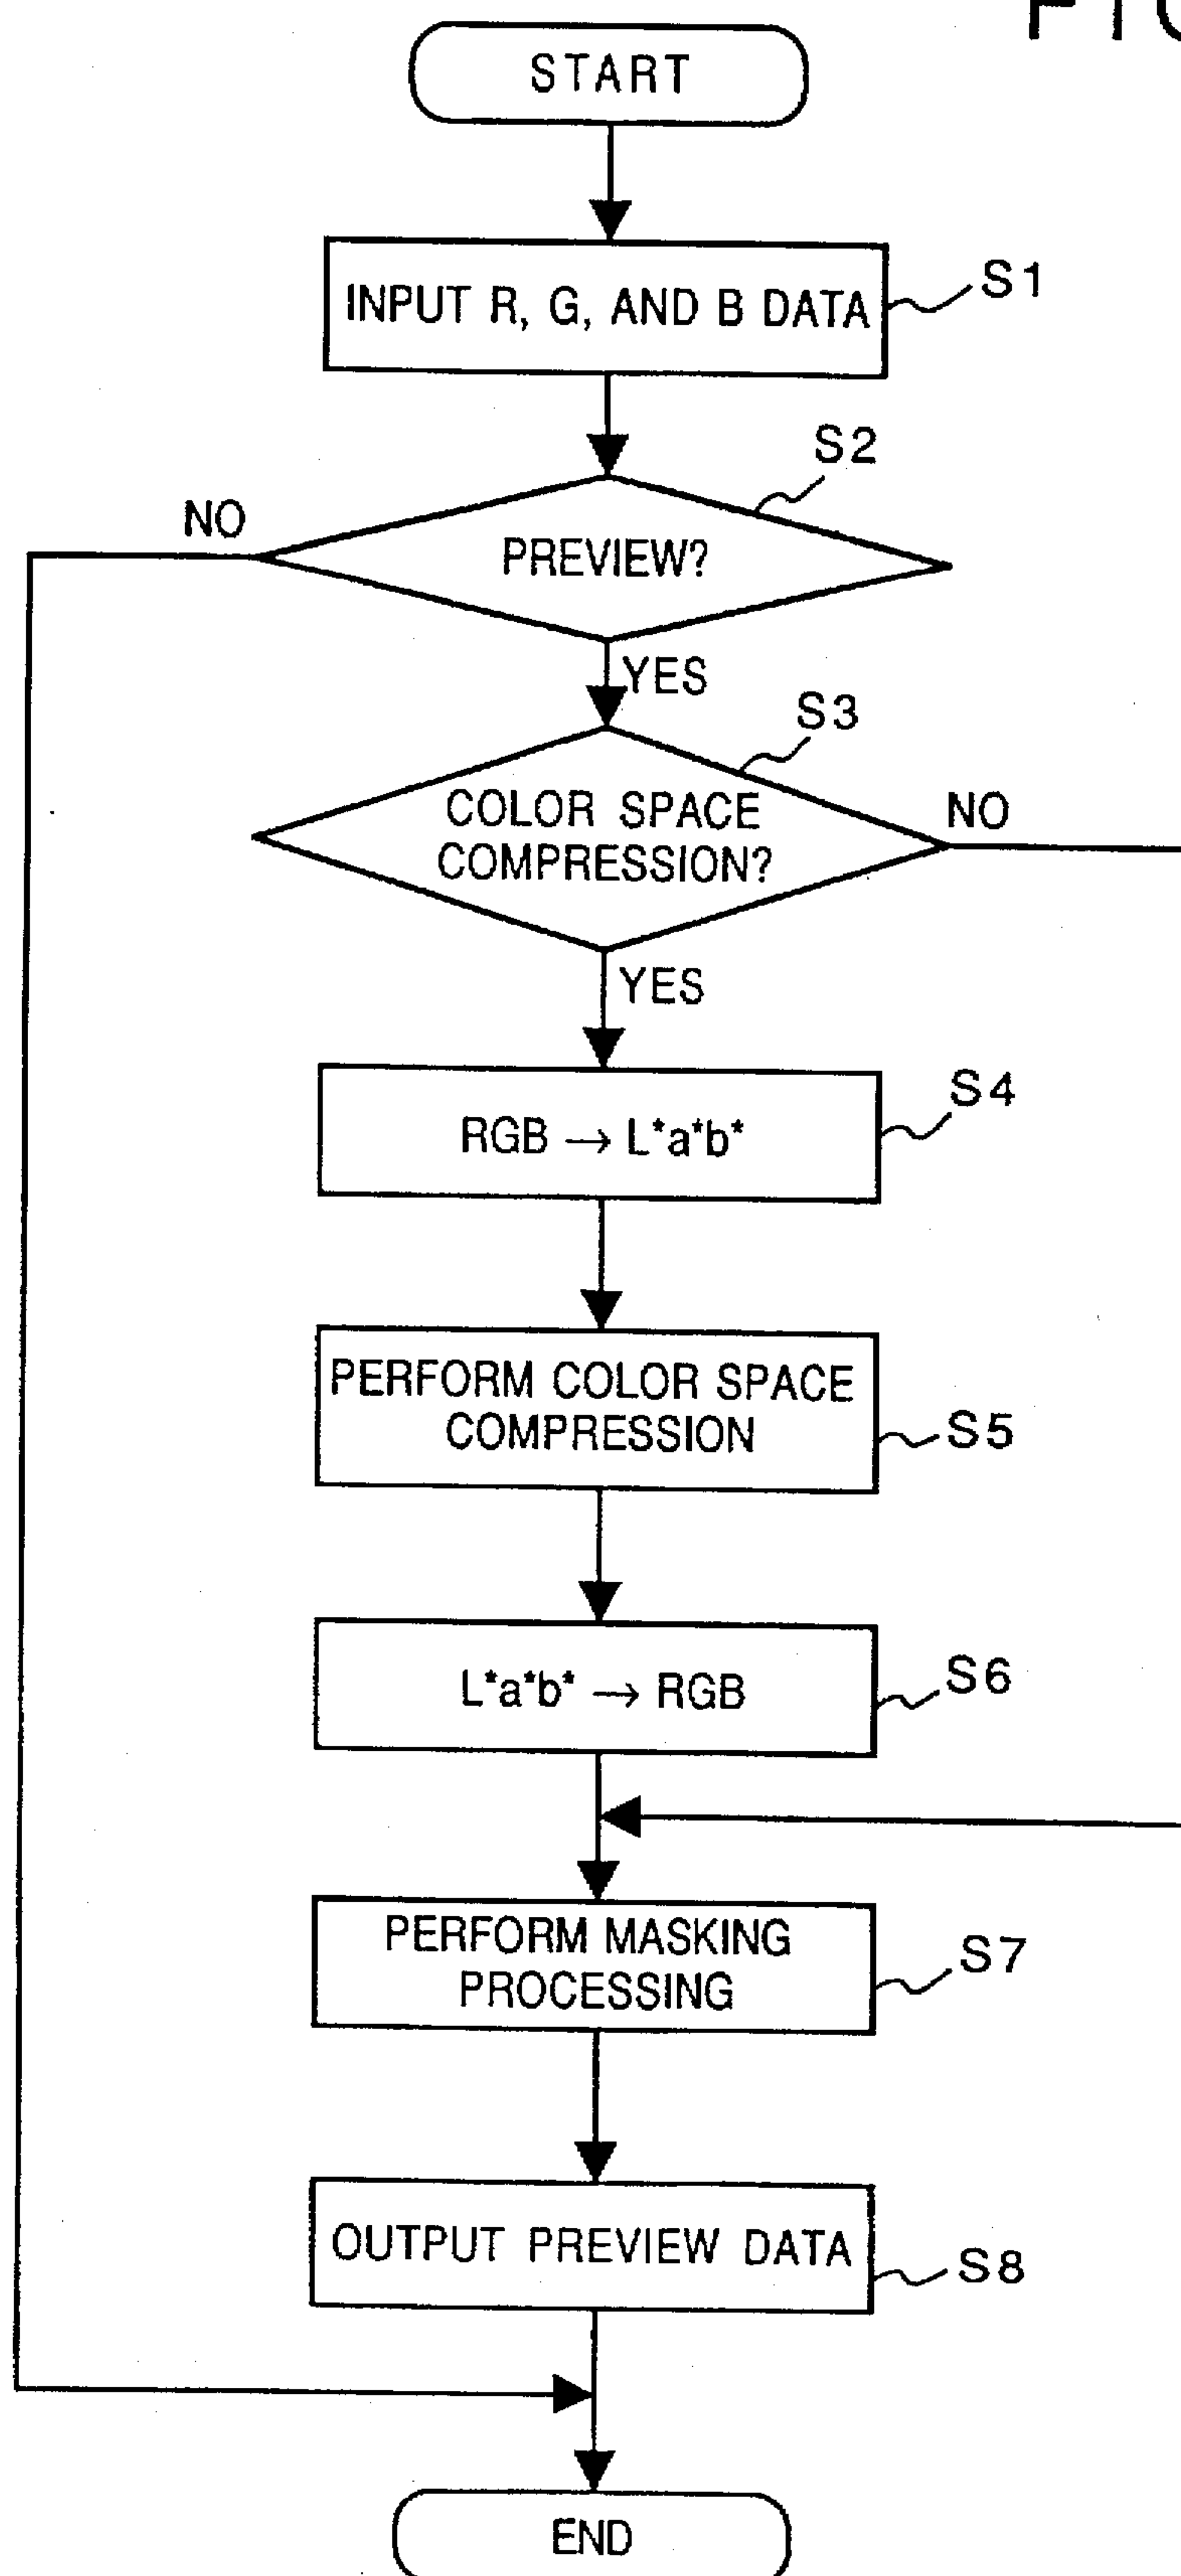 START
INPUT R, G, AND B DATA
S1
S2
NO
PREVIEW?
YES
S3
COLOR SPACE
COMPRESSION?
NO
YES
RGB → L*a*b*
S4
PERFORM COLOR SPACE
COMPRESSION
S5
L*a*b* → RGB
S6
PERFORM MASKING
PROCESSING
S7
OUTPUT PREVIEW DATA
S8
END